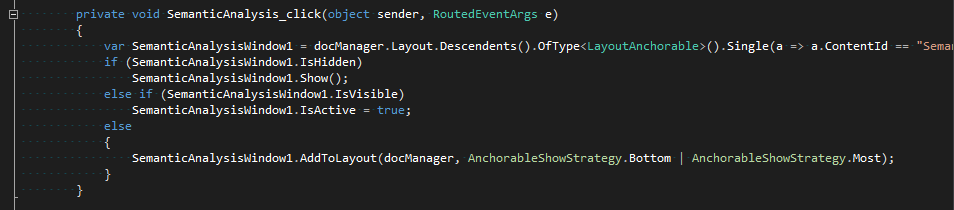 private void SemanticAnalysis_click(object sender, RoutedEventArgs e)
{
var SemanticAnalysisWindow1 = docManager.Layout.Descendents().OfType<LayoutAnchorable>().Single(a => a.ContentId == "Sema
if (SemanticAnalysisWindow1.IsHidden)
SemanticAnalysisWindow1.Show();
else if (SemanticAnalysisWindow1.IsVisible)
SemanticAnalysisWindow1.IsActive = true;
else
{
SemanticAnalysisWindow1.AddToLayout(docManager, AnchorableShowStrategy.Bottom | AnchorableShowStrategy.Most);
}
}